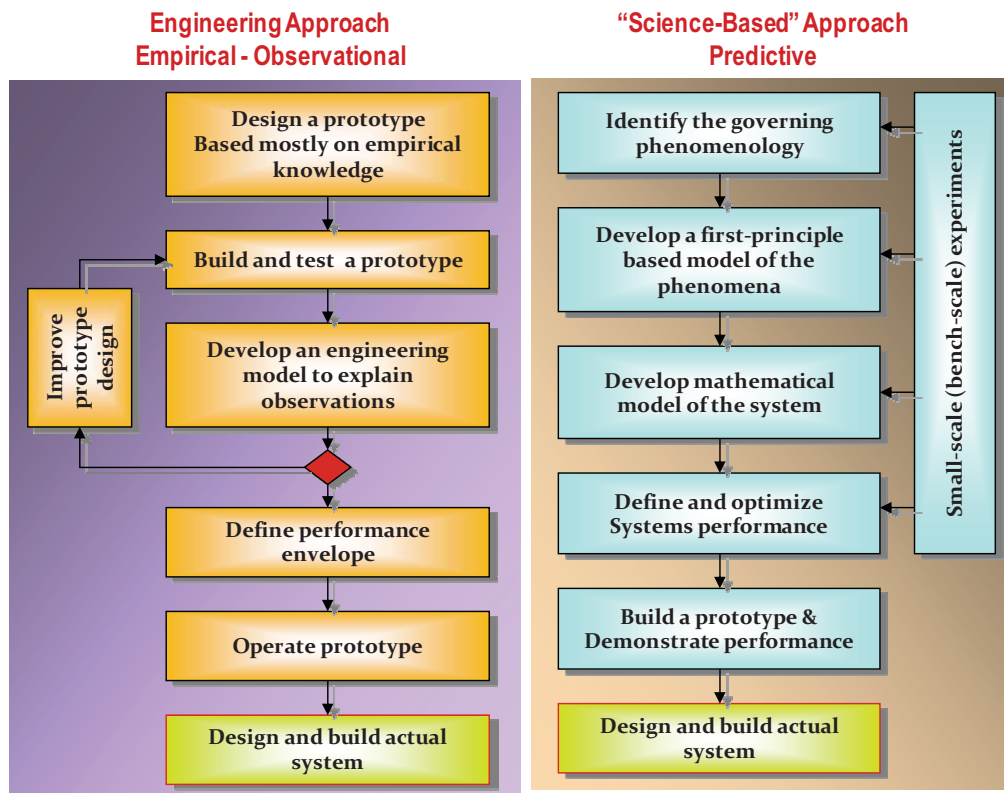 Engineering Approach
Empirical - Observational
Design a prototype
Based mostly on empirical
knowledge
Build and test a prototype
Improve
prototype
design
Develop an engineering
model to explain
observations
Define performance
envelope
Operate prototype
Design and build actual
system
“Science-Based” Approach
Predictive
Identify the governing
phenomenology
Develop a first-principle
based model of the
phenomena
Develop mathematical
model of the system
Define and optimize
Systems performance
Build a prototype &
Demonstrate performance
Design and build actual
system
Small-scale (bench-scale) experiments